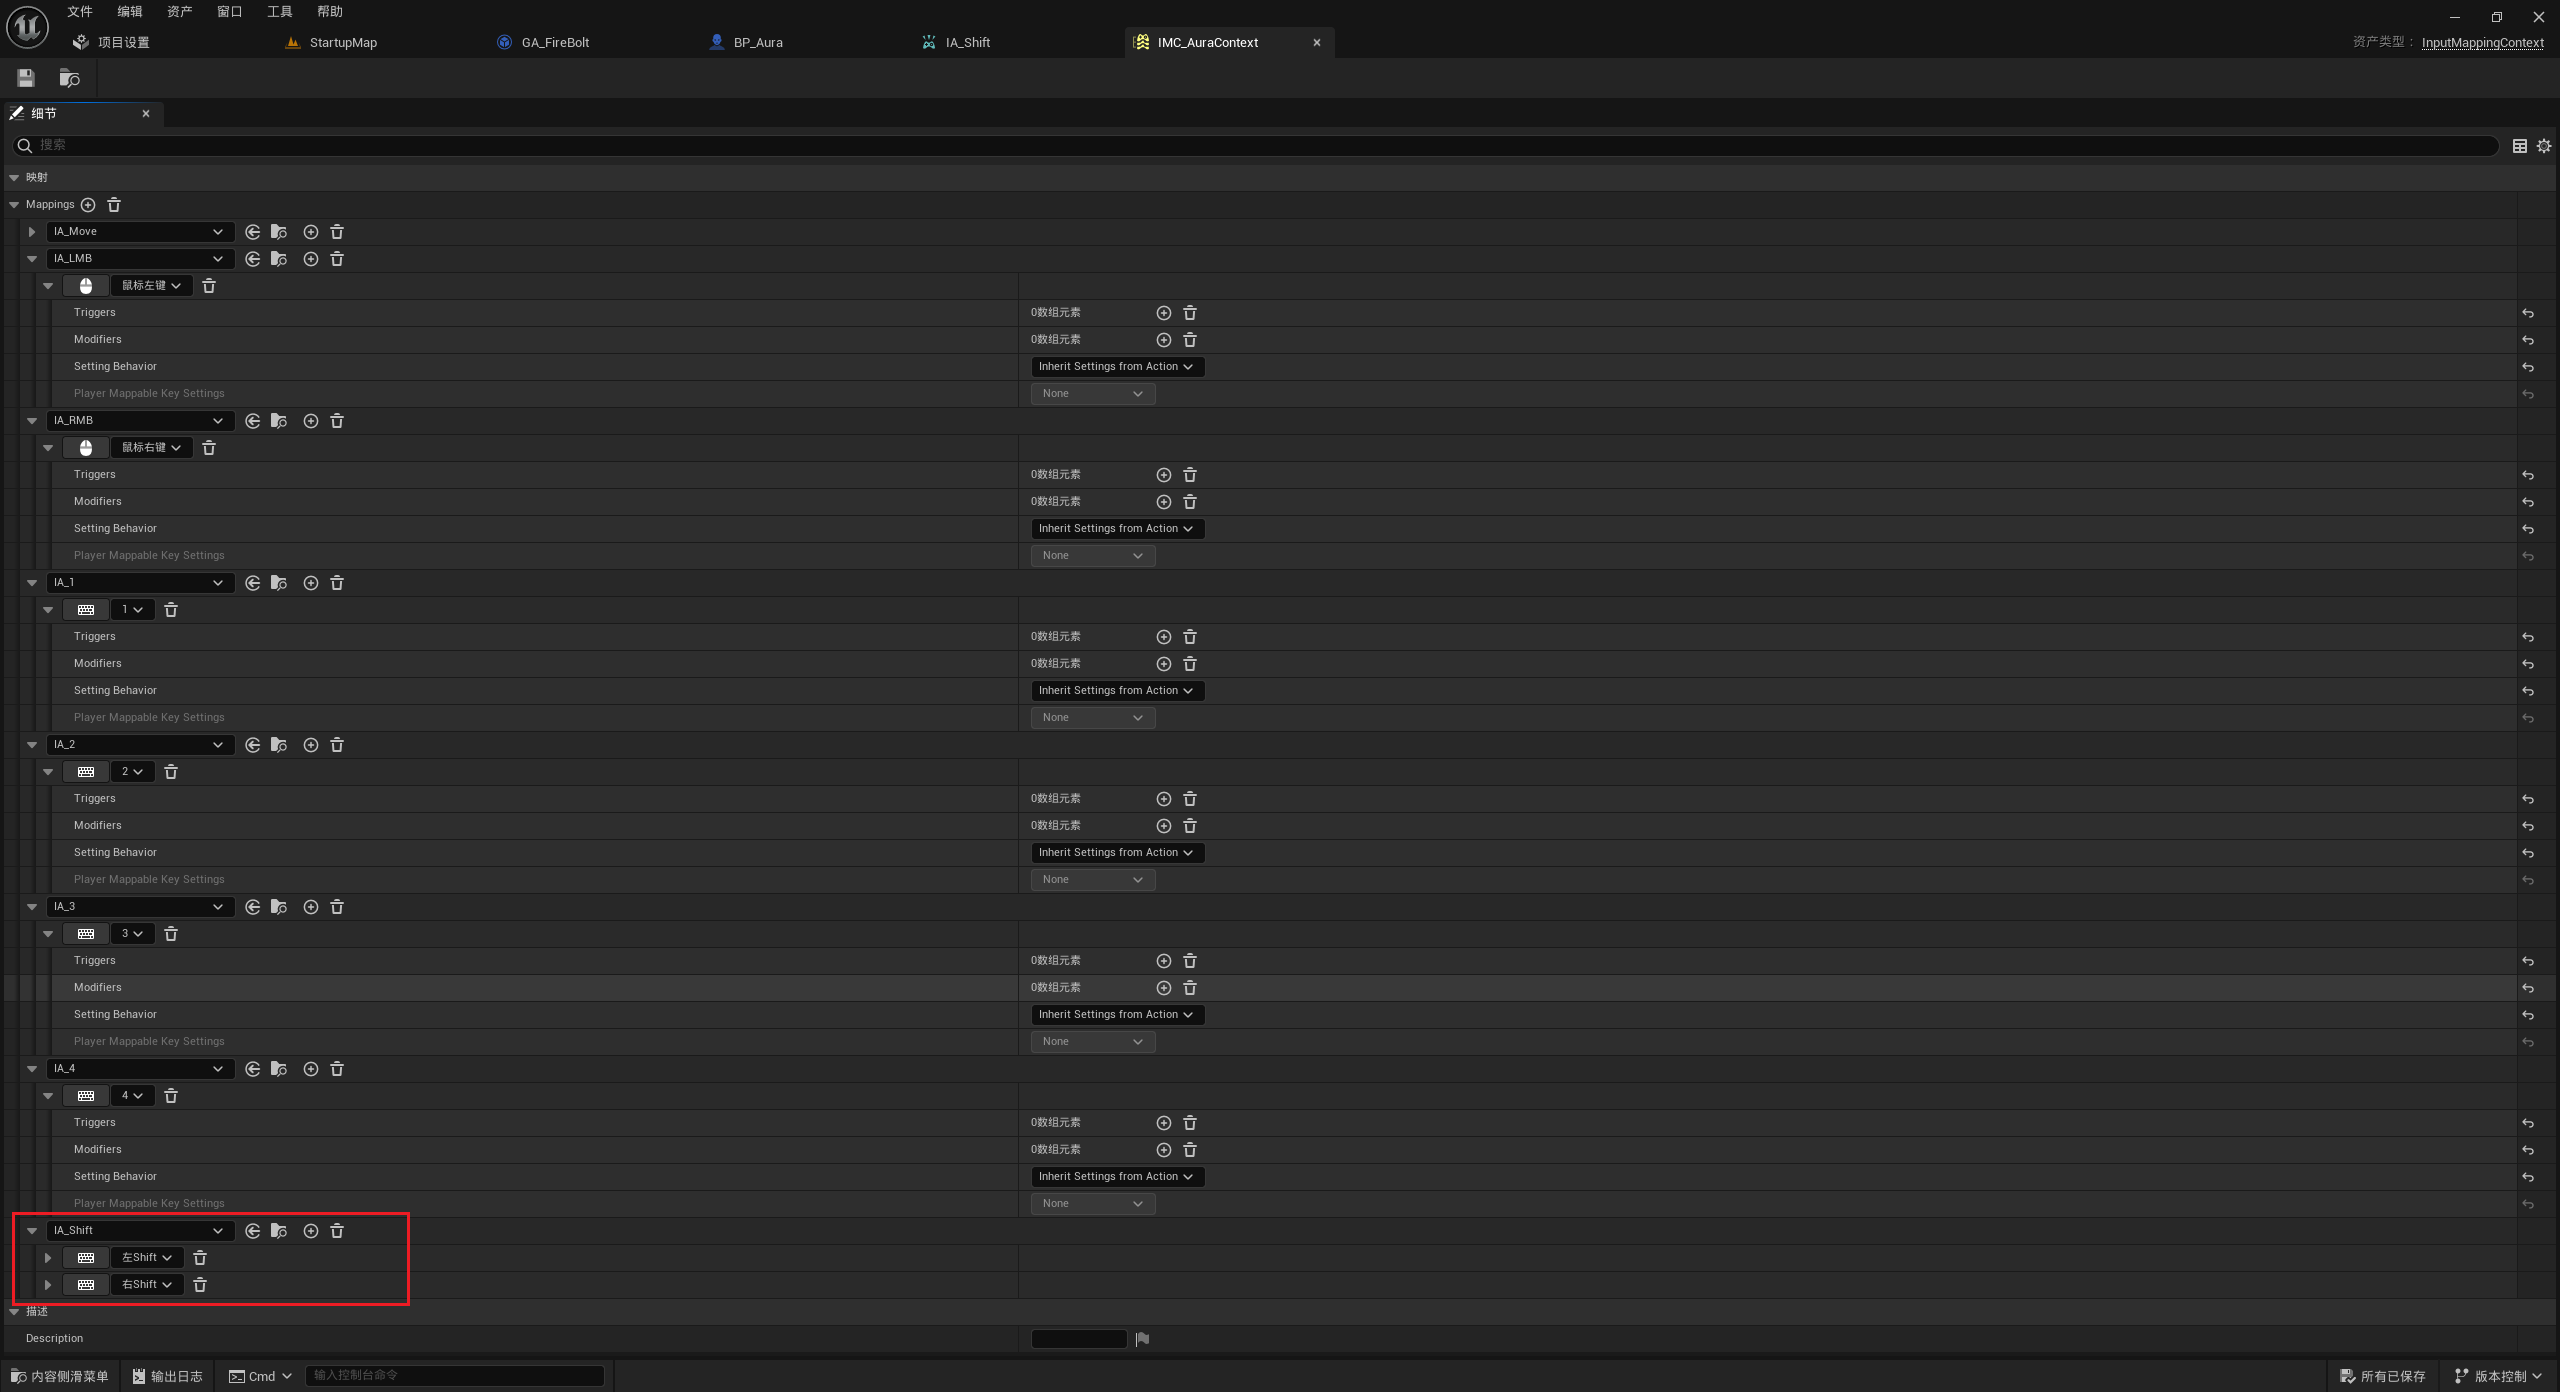 文件 编辑 资产 窗口 工具 帮助
项目设置 StartupMap GA_FireBolt BP_Aura IA_Shift IMC_AuraContext 资产类型： InputMappingContext
细节
搜索
映射
Mappings
IA_Move
IA_LMB
鼠标左键
Triggers 0数组元素
Modifiers 0数组元素
Setting Behavior Inherit Settings from Action
Player Mappable Key Settings None
IA_RMB
鼠标右键
Triggers 0数组元素
Modifiers 0数组元素
Setting Behavior Inherit Settings from Action
Player Mappable Key Settings None
IA_1
1
Triggers 0数组元素
Modifiers 0数组元素
Setting Behavior Inherit Settings from Action
Player Mappable Key Settings None
IA_2
2
Triggers 0数组元素
Modifiers 0数组元素
Setting Behavior Inherit Settings from Action
Player Mappable Key Settings None
IA_3
3
Triggers 0数组元素
Modifiers 0数组元素
Setting Behavior Inherit Settings from Action
Player Mappable Key Settings None
IA_4
4
Triggers 0数组元素
Modifiers 0数组元素
Setting Behavior Inherit Settings from Action
Player Mappable Key Settings None
IA_Shift
左Shift
右Shift
描述
Description
内容侧滑菜单 输出日志 Cmd 输入控制台命令 所有已保存 版本控制